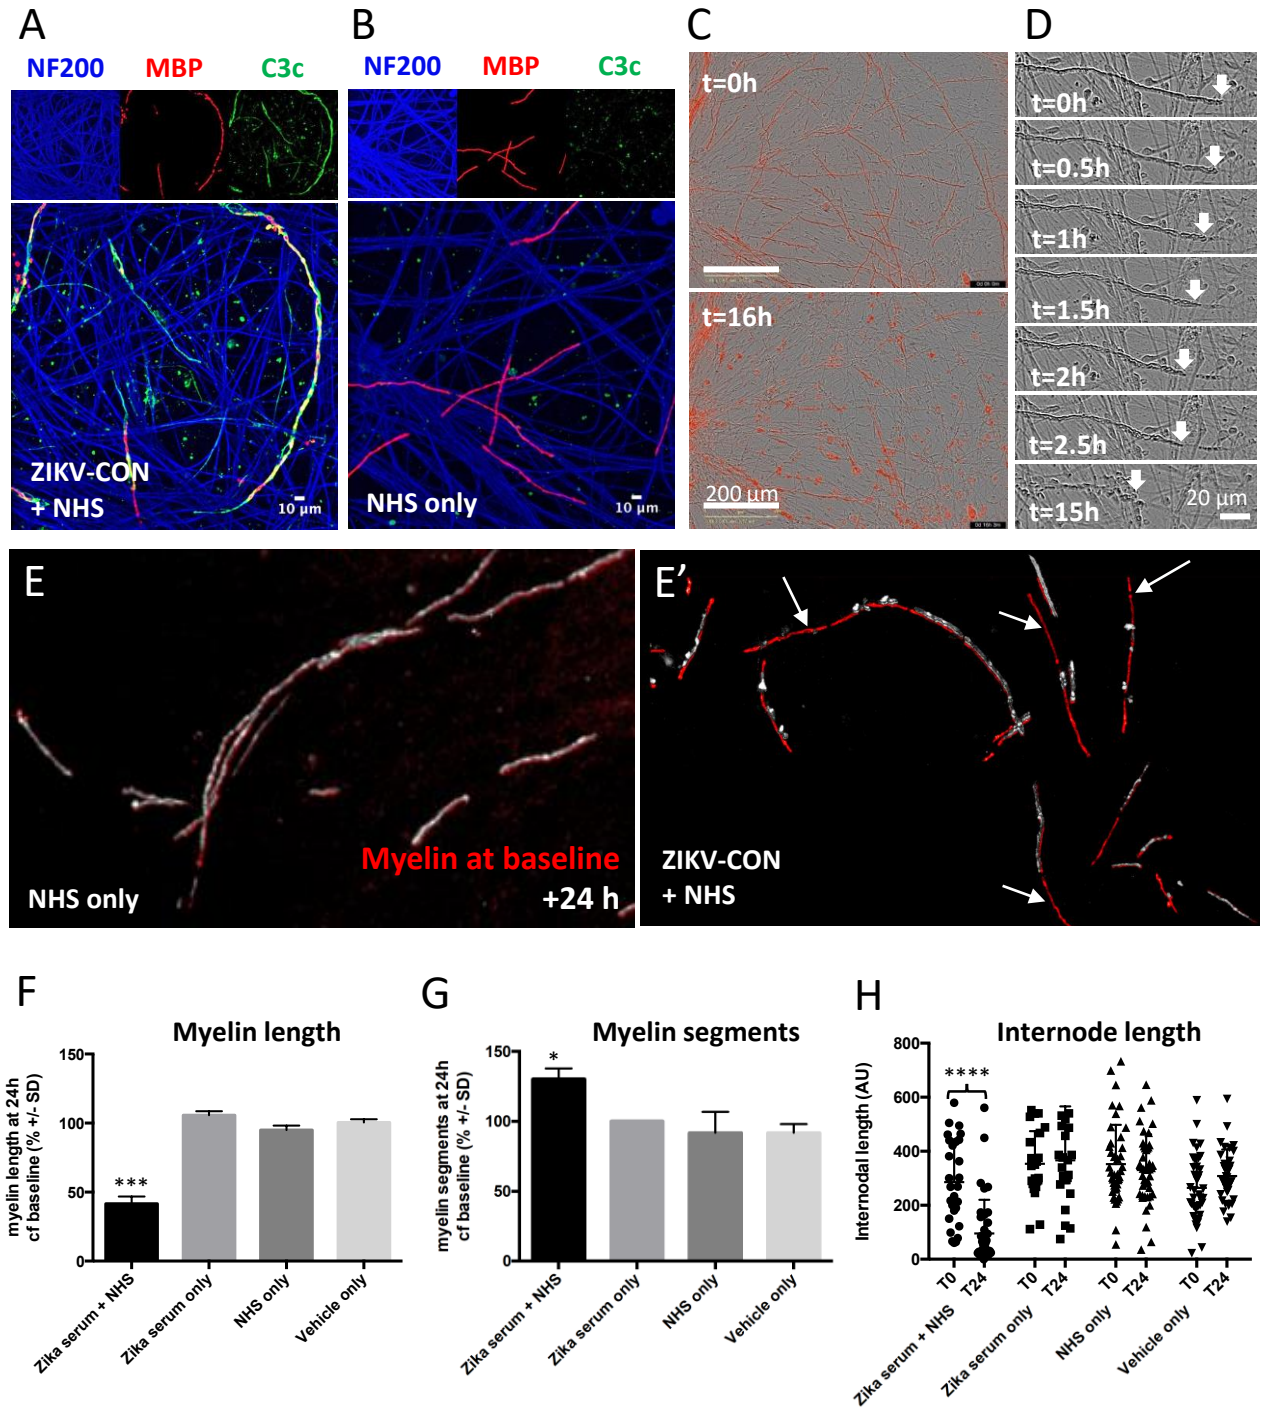 A
NF200 MBP C3c
ZIKV-CON
+ NHS
10 µm
B
NF200 MBP C3c
NHS only
10 µm
C
t=0h
0d 0h 0m
t=16h
200 µm
0d 16h 0m
D
t=0h
t=0.5h
t=1h
t=1.5h
t=2h
t=2.5h
t=15h
20 µm
E
NHS only
Myelin at baseline
+24 h
E'
ZIKV-CON
+ NHS
F
Myelin length
myelin length at 24h
cf baseline (% +/- SD)
150
100
50
0
***
Zika serum + NHS
Zika serum only
NHS only
Vehicle only
G
Myelin segments
myelin segments at 24h
cf baseline (% +/- SD)
150
100
50
0
*
Zika serum + NHS
Zika serum only
NHS only
Vehicle only
H
Internode length
Internodal length (AU)
800
600
400
200
0
****
T0 T24 T0 T24 T0 T24 T0 T24
Zika serum + NHS
Zika serum only
NHS only
Vehicle only